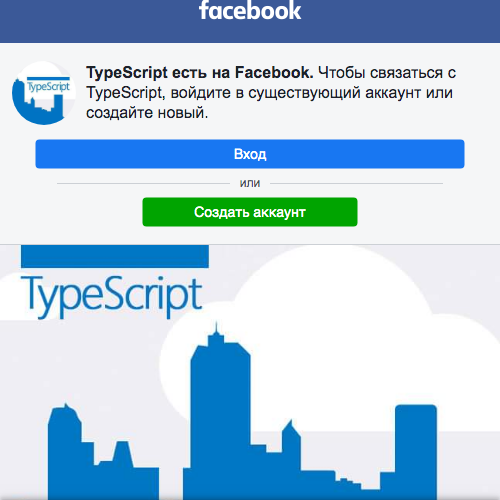 facebook
TypeScript
TypeScript есть на Facebook. Чтобы связаться с
TypeScript, войдите в существующий аккаунт или
создайте новый.
Вход
или
Создать аккаунт
TypeScript